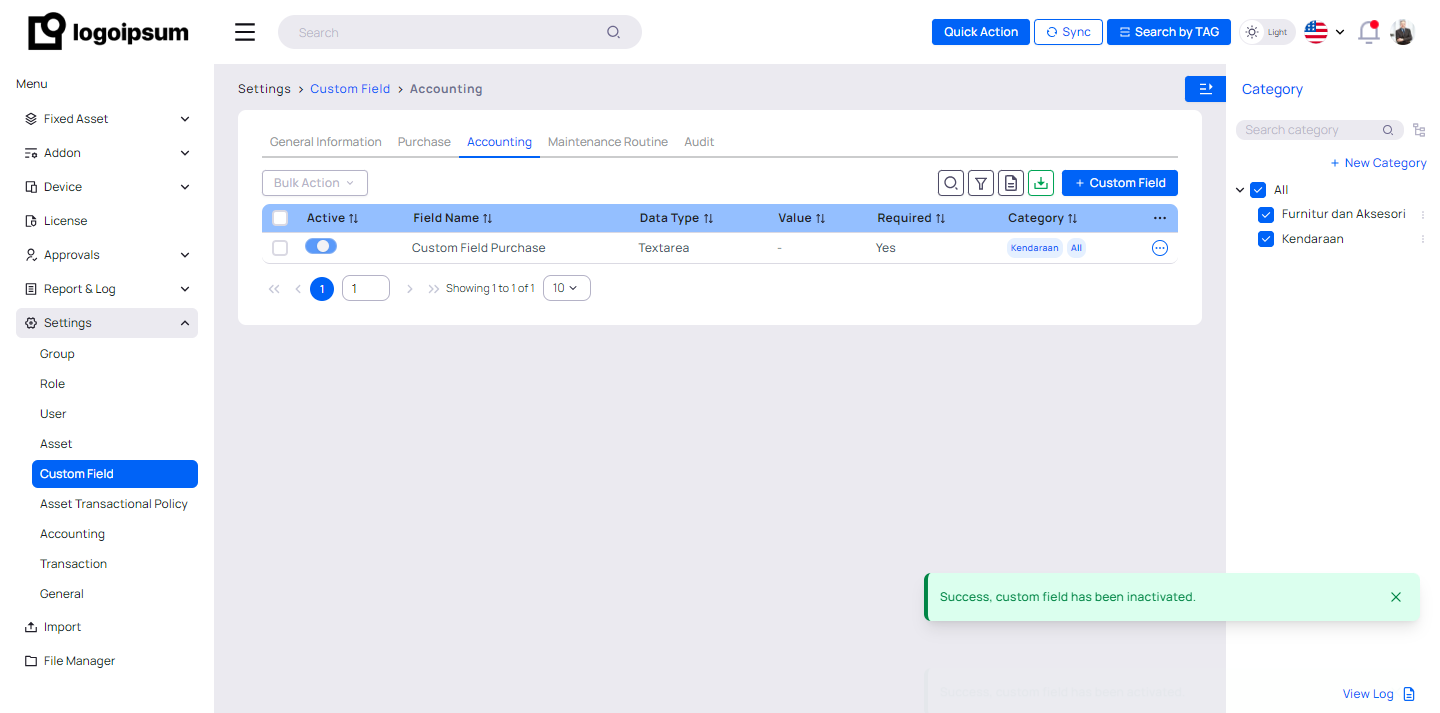 logoipsum
Search
Quick Action
Sync
Search by TAG
Light
Menu
Fixed Asset
Addon
Device
License
Approvals
Report & Log
Settings
Group
Role
User
Asset
Custom Field
Asset Transactional Policy
Accounting
Transaction
General
Import
File Manager
Settings > Custom Field > Accounting
General Information Purchase Accounting Maintenance Routine Audit
Bulk Action
+ Custom Field
Active Field Name Data Type Value Required Category ...
Custom Field Purchase Textarea - Yes Kendaraan All
1 1 Showing 1 to 1 of 1 10
Category
Search category
+ New Category
All
Furnitur dan Aksesori
Kendaraan
Success, custom field has been inactivated.
View Log